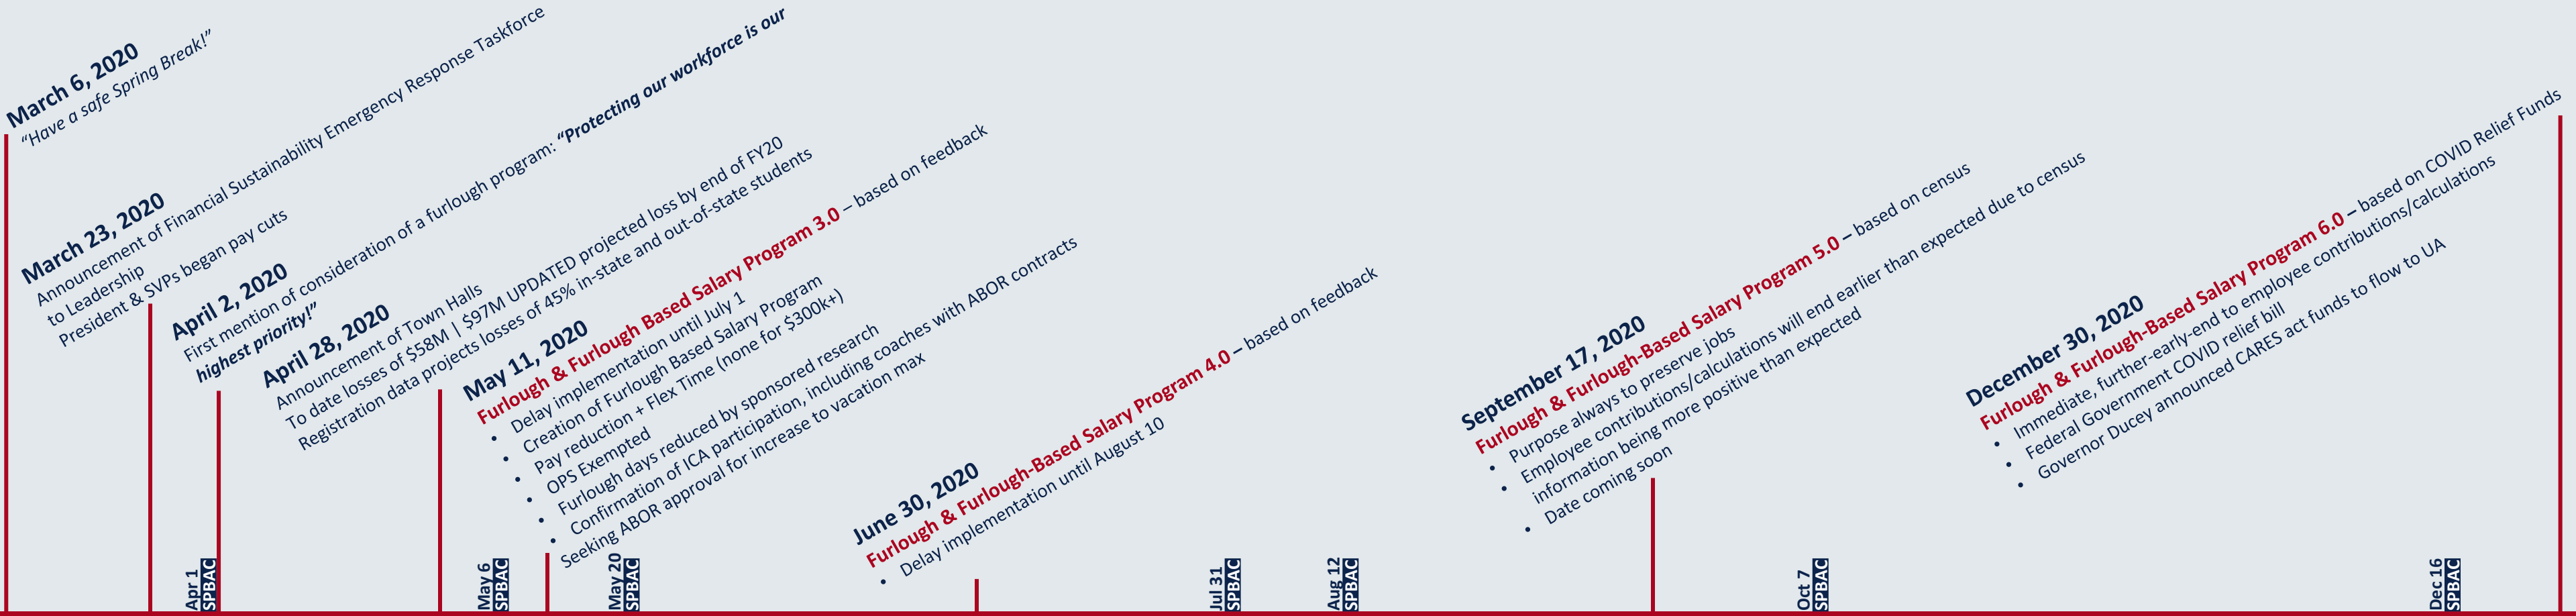 March 6, 2020
“Have a safe Spring Break!”
March 23, 2020
Announcement of Financial Sustainability Emergency Response Taskforce
to Leadership
President & SVPs began pay cuts
April 2, 2020
First mention of consideration of a furlough program: “Protecting our workforce is our
highest priority!”
April 28, 2020
Announcement of Town Halls
To date losses of $58M | $97M UPDATED projected loss by end of FY20
Registration data projects losses of 45% in-state and out-of-state students
May 11, 2020
Furlough & Furlough Based Salary Program 3.0 – based on feedback
• Delay implementation until July 1
• Creation of Furlough Based Salary Program
• Pay reduction + Flex Time (none for $300k+)
• OPS Exempted
• Furlough days reduced by sponsored research
• Confirmation of ICA participation, including coaches with ABOR contracts
Seeking ABOR approval for increase to vacation max
June 30, 2020
Furlough & Furlough-Based Salary Program 4.0 – based on feedback
• Delay implementation until August 10
September 17, 2020
Furlough & Furlough-Based Salary Program 5.0 – based on census
• Purpose always to preserve jobs
• Employee contributions/calculations will end earlier than expected due to census
information being more positive than expected
• Date coming soon
December 30, 2020
Furlough & Furlough-Based Salary Program 6.0 – based on COVID Relief Funds
• Immediate, further-early-end to employee contributions/calculations
• Federal Government COVID relief bill
• Governor Ducey announced CARES act funds to flow to UA
Apr 1
SPBAC
May 6
SPBAC
May 20
SPBAC
Jul 31
SPBAC
Aug 12
SPBAC
Oct 7
SPBAC
Dec 16
SPBAC